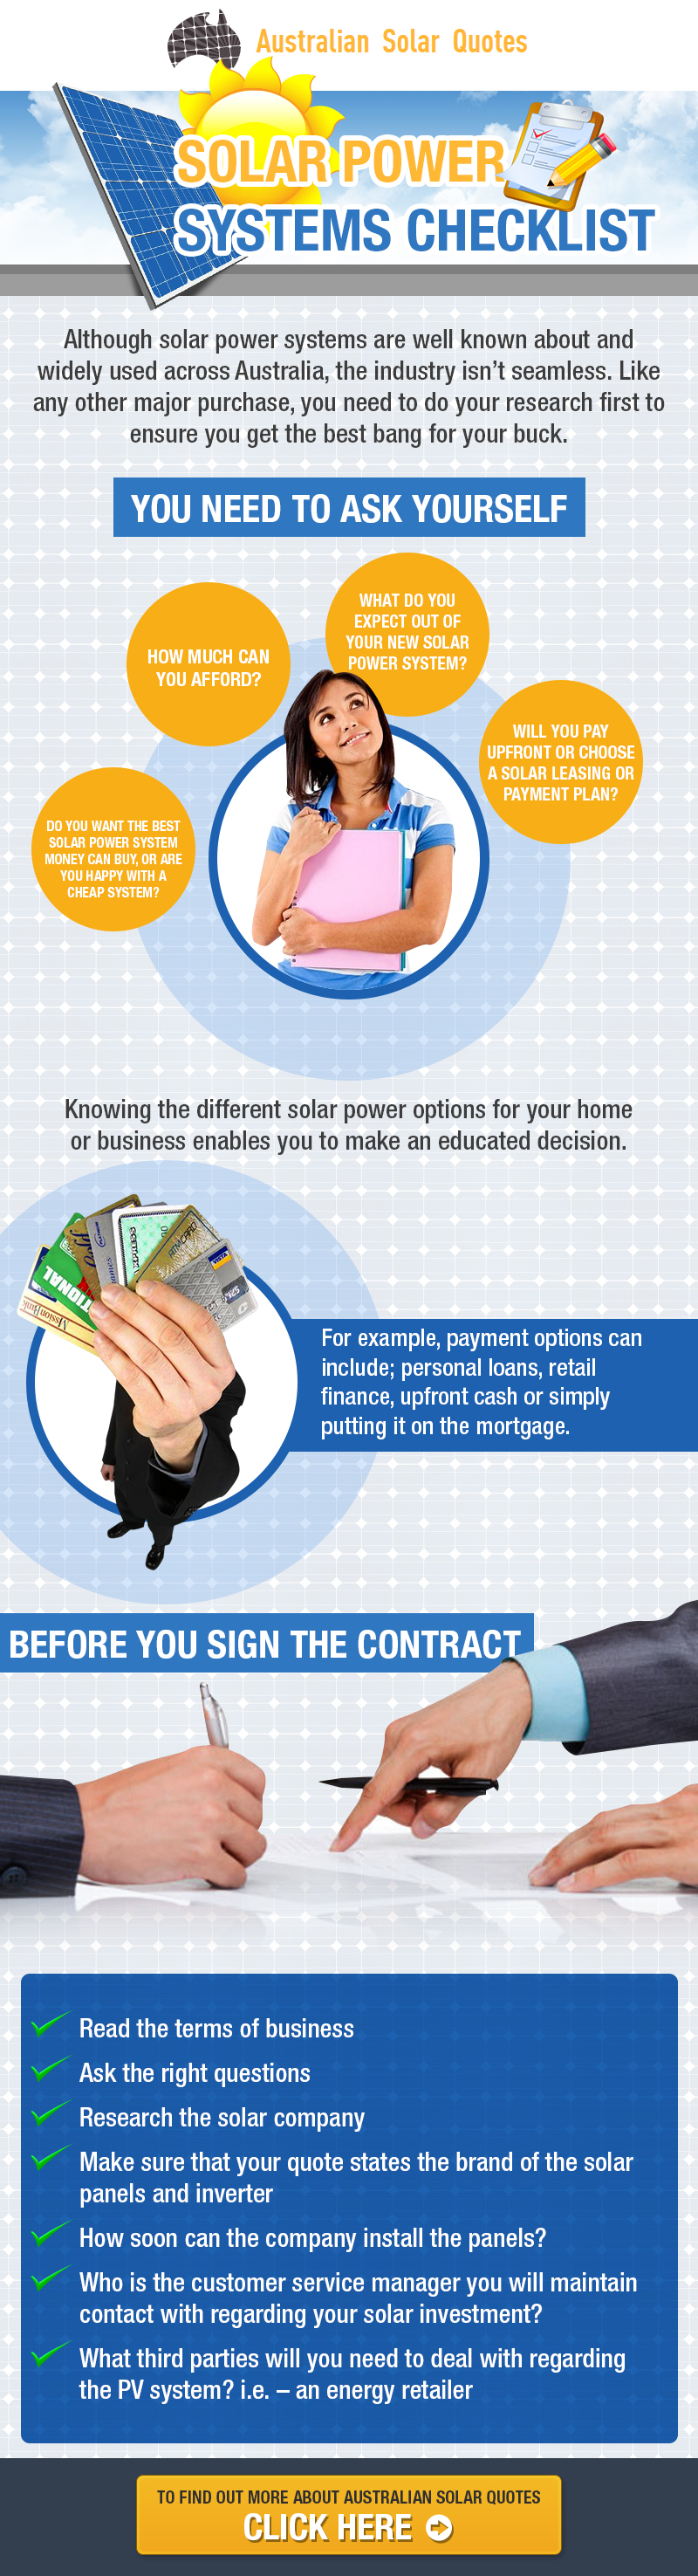 Australian Solar Quotes
SOLAR POWER
SYSTEMS CHECKLIST
Although solar power systems are well known about and
widely used across Australia, the industry isn't seamless. Like
any other major purchase, you need to do your research first to
ensure you get the best bang for your buck.
YOU NEED TO ASK YOURSELF
WHAT DO YOU
EXPECT OUT OF
YOUR NEW SOLAR
POWER SYSTEM?
HOW MUCH CAN
YOU AFFORD?
WILL YOU PAY
UPFRONT OR CHOOSE
A SOLAR LEASING OR
PAYMENT PLAN?
DO YOU WANT THE BEST
SOLAR POWER SYSTEM
MONEY CAN BUY, OR ARE
YOU HAPPY WITH A
CHEAP SYSTEM?
Knowing the different solar power options for your home
or business enables you to make an educated decision.
ATM CARD
VISTA
TIONAL
MissionBank
For example, payment options can
include; personal loans, retail
finance, upfront cash or simply
putting it on the mortgage.
BEFORE YOU SIGN THE CONTRACT
Read the terms of business
Ask the right questions
Research the solar company
Make sure that your quote states the brand of the solar
panels and inverter
How soon can the company install the panels?
Who is the customer service manager you will maintain
contact with regarding your solar investment?
What third parties will you need to deal with regarding
the PV system? i.e. – an energy retailer
TO FIND OUT MORE ABOUT AUSTRALIAN SOLAR QUOTES
CLICK HERE